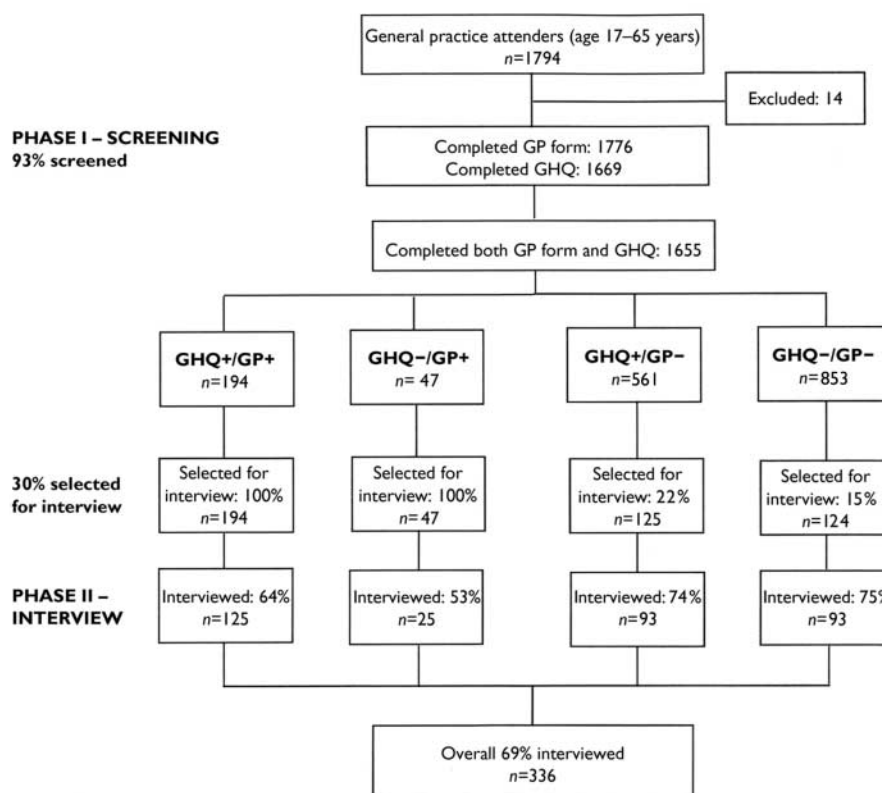 General practice attenders (age 17–65 years)
n=1794
Excluded: 14
PHASE I – SCREENING
93% screened
Completed GP form: 1776
Completed GHQ: 1669
Completed both GP form and GHQ: 1655
GHQ+/GP+
n=194
GHQ−/GP+
n= 47
GHQ+/GP−
n=561
GHQ−/GP−
n=853
30% selected
for interview
Selected for
interview: 100%
n=194
Selected for
interview: 100%
n=47
Selected for
interview: 22%
n=125
Selected for
interview: 15%
n=124
PHASE II –
INTERVIEW
Interviewed: 64%
n=125
Interviewed: 53%
n=25
Interviewed: 74%
n=93
Interviewed: 75%
n=93
Overall 69% interviewed
n=336